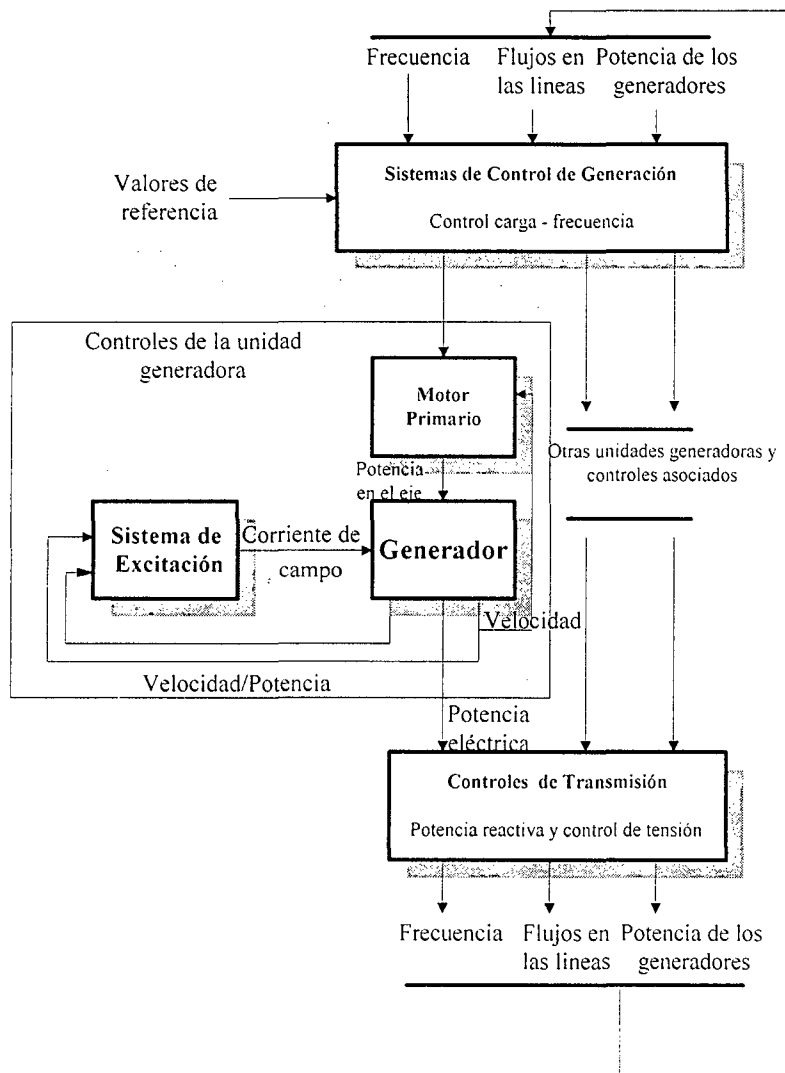 Frecuencia
Flujos en
las lineas
Potencia de los
generadores
Sistemas de Control de Generación
Control carga - frecuencia
Valores de
referencia
Controles de la unidad
generadora
Motor
Primario
Otras unidades generadoras y
controles asociados
Potencia
en el eje
Sistema de
Excitación
Corriente de
campo
Generador
Velocidad
Velocidad/Potencia
Potencia
eléctrica
Controles de Transmisión
Potencia reactiva y control de tensión
Frecuencia
Flujos en
las lineas
Potencia de los
generadores